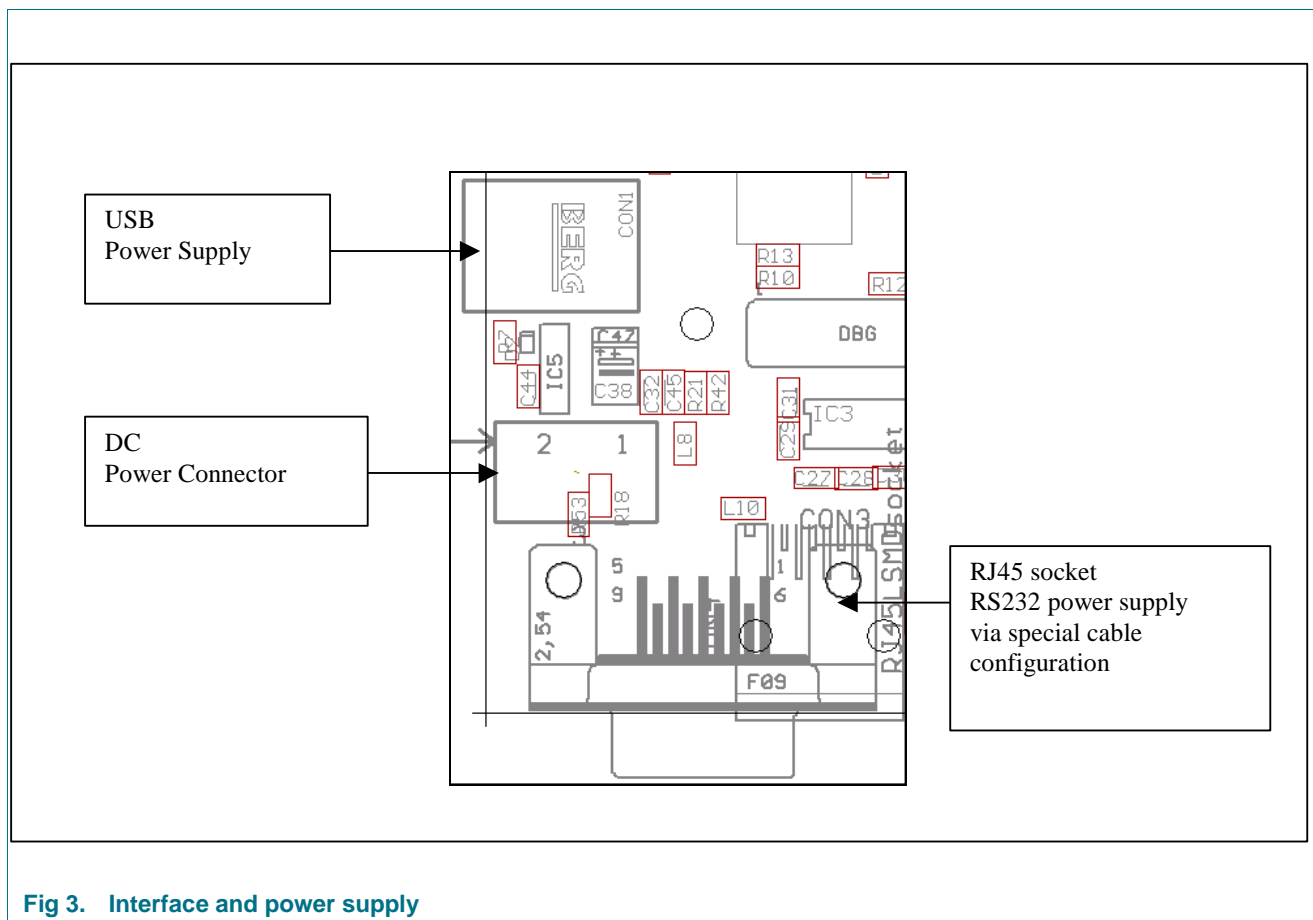 USB
Power Supply
BERG
CON1
R13
R10
R12
DBG
C47
IC5
C44
C38
C32
C45
R21
R42
C31
IC3
C29
DC
Power Connector
2 1
L8
C27
C28
R18
L10
CON3
RJ45LSMDsocket
5 1
9 6
2,54
F09
RJ45 socket
RS232 power supply
via special cable
configuration
Fig 3. Interface and power supply